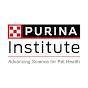 PURINA
Institute
Advancing Science for Pet Health